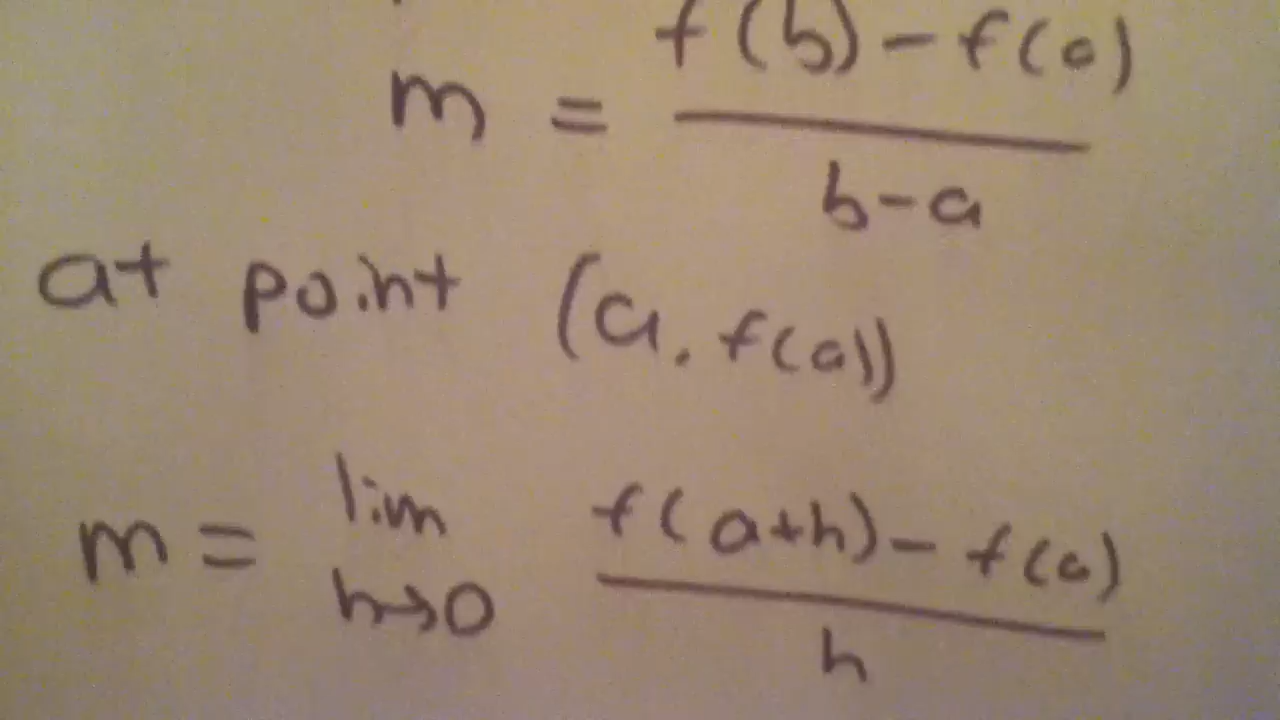 m = f(b) - f(a) / b - a
at point (a, f(a))
m = lim h→0 f(a+h) - f(a) / h